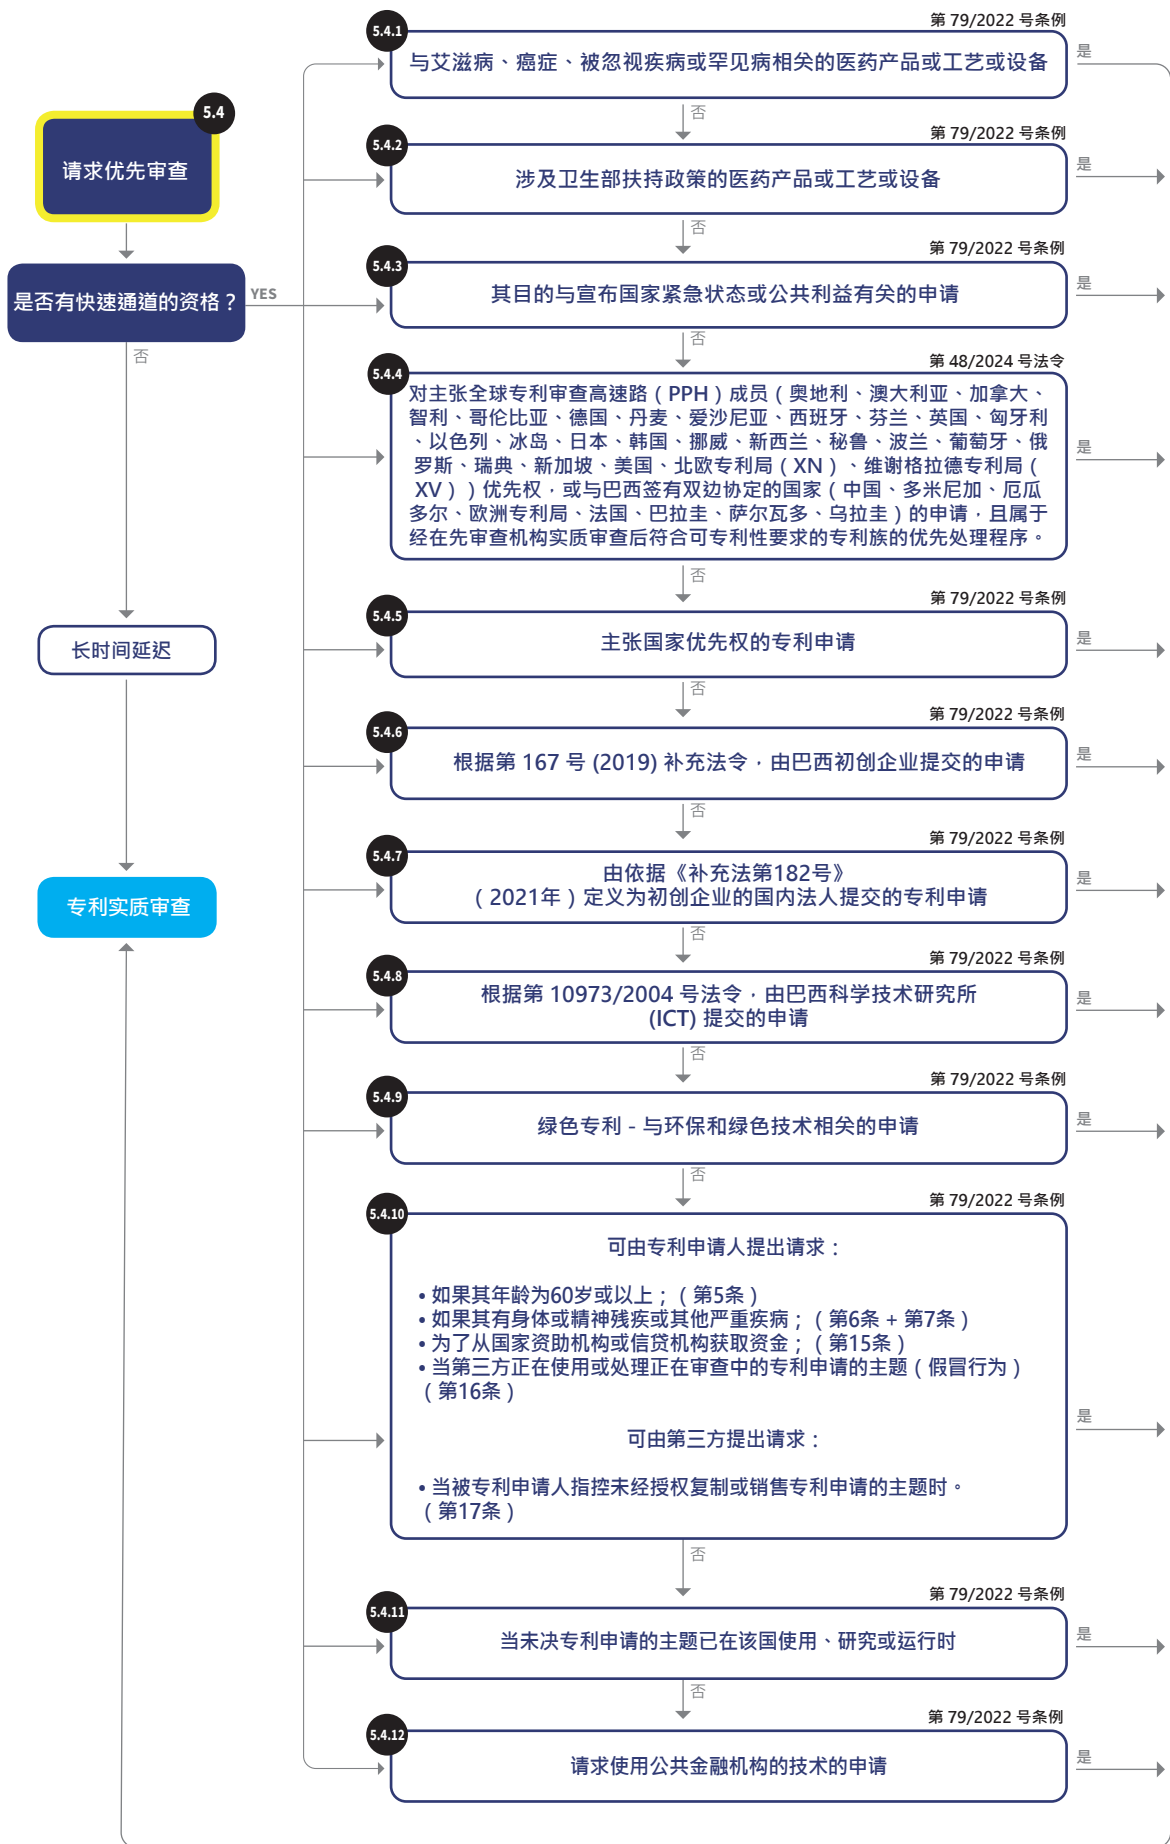 5.4
请求优先审查
是否有快速通道的资格？
YES
否
长时间延迟
专利实质审查
第 79/2022 号条例
5.4.1
与艾滋病、癌症、被忽视疾病或罕见病相关的医药产品或工艺或设备
是
否
第 79/2022 号条例
5.4.2
涉及卫生部扶持政策的医药产品或工艺或设备
是
否
第 79/2022 号条例
5.4.3
其目的与宣布国家紧急状态或公共利益有关的申请
是
否
第 48/2024 号法令
5.4.4
对主张全球专利审查高速路（PPH）成员（奥地利、澳大利亚、加拿大、
智利、哥伦比亚、德国、丹麦、爱沙尼亚、西班牙、芬兰、英国、匈牙利
、以色列、冰岛、日本、韩国、挪威、新西兰、秘鲁、波兰、葡萄牙、俄
罗斯、瑞典、新加坡、美国、北欧专利局（XN）、维谢格拉德专利局（
XV））优先权，或与巴西签有双边协定的国家（中国、多米尼加、厄瓜
多尔、欧洲专利局、法国、巴拉圭、萨尔瓦多、乌拉圭）的申请，且属于
经在先审查机构实质审查后符合可专利性要求的专利族的优先处理程序。
是
否
第 79/2022 号条例
5.4.5
主张国家优先权的专利申请
是
否
第 79/2022 号条例
5.4.6
根据第 167 号 (2019) 补充法令，由巴西初创企业提交的申请
是
否
第 79/2022 号条例
5.4.7
由依据《补充法第182号》
（2021年）定义为初创企业的国内法人提交的专利申请
是
否
第 79/2022 号条例
5.4.8
根据第 10973/2004 号法令，由巴西科学技术研究所
(ICT) 提交的申请
是
否
第 79/2022 号条例
5.4.9
绿色专利 - 与环保和绿色技术相关的申请
是
否
第 79/2022 号条例
5.4.10
可由专利申请人提出请求：
• 如果其年龄为60岁或以上；（第5条）
• 如果其有身体或精神残疾或其他严重疾病；（第6条 + 第7条）
• 为了从国家资助机构或信贷机构获取资金；（第15条）
• 当第三方正在使用或处理正在审查中的专利申请的主题（假冒行为）
（第16条）
可由第三方提出请求：
• 当被专利申请人指控未经授权复制或销售专利申请的主题时。
（第17条）
是
否
第 79/2022 号条例
5.4.11
当未决专利申请的主题已在该国使用、研究或运行时
是
否
第 79/2022 号条例
5.4.12
请求使用公共金融机构的技术的申请
是